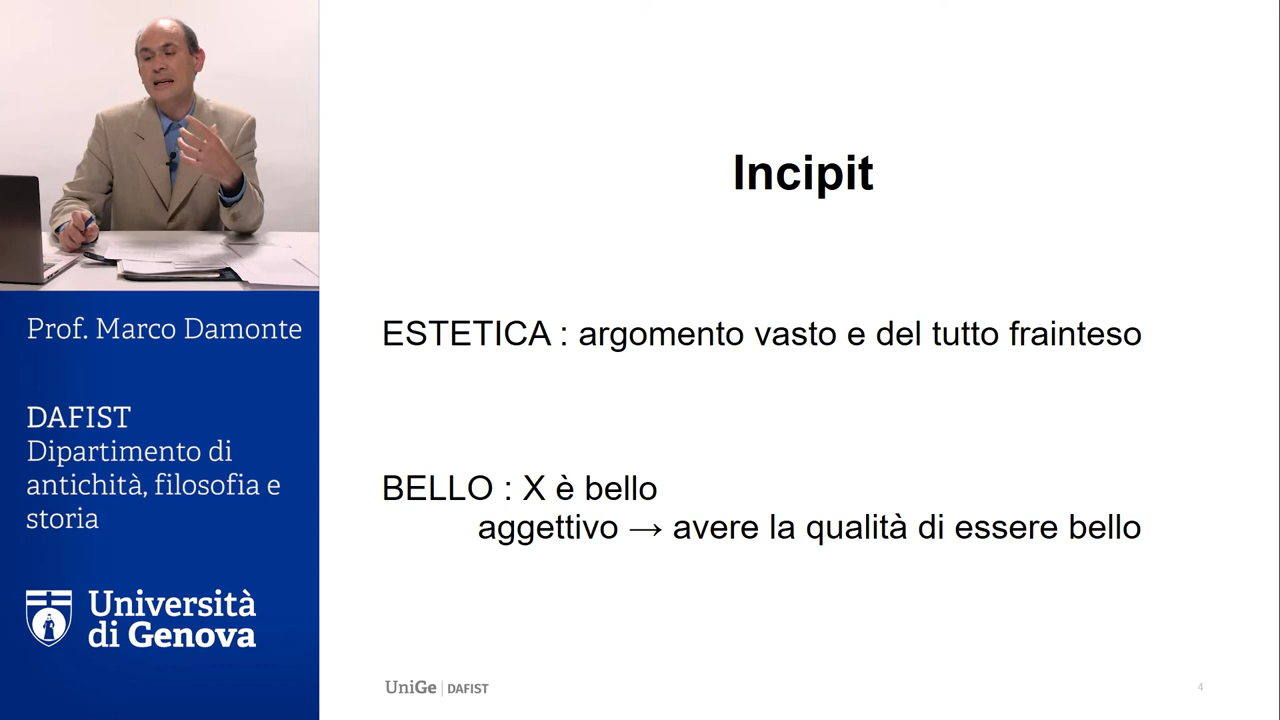 Incipit
ESTETICA : argomento vasto e del tutto frainteso
BELLO : X è bello
aggettivo → avere la qualità di essere bello
Prof. Marco Damonte
DAFIST
Dipartimento di
antichità, filosofia e
storia
Università
di Genova
UniGe | DAFIST
4